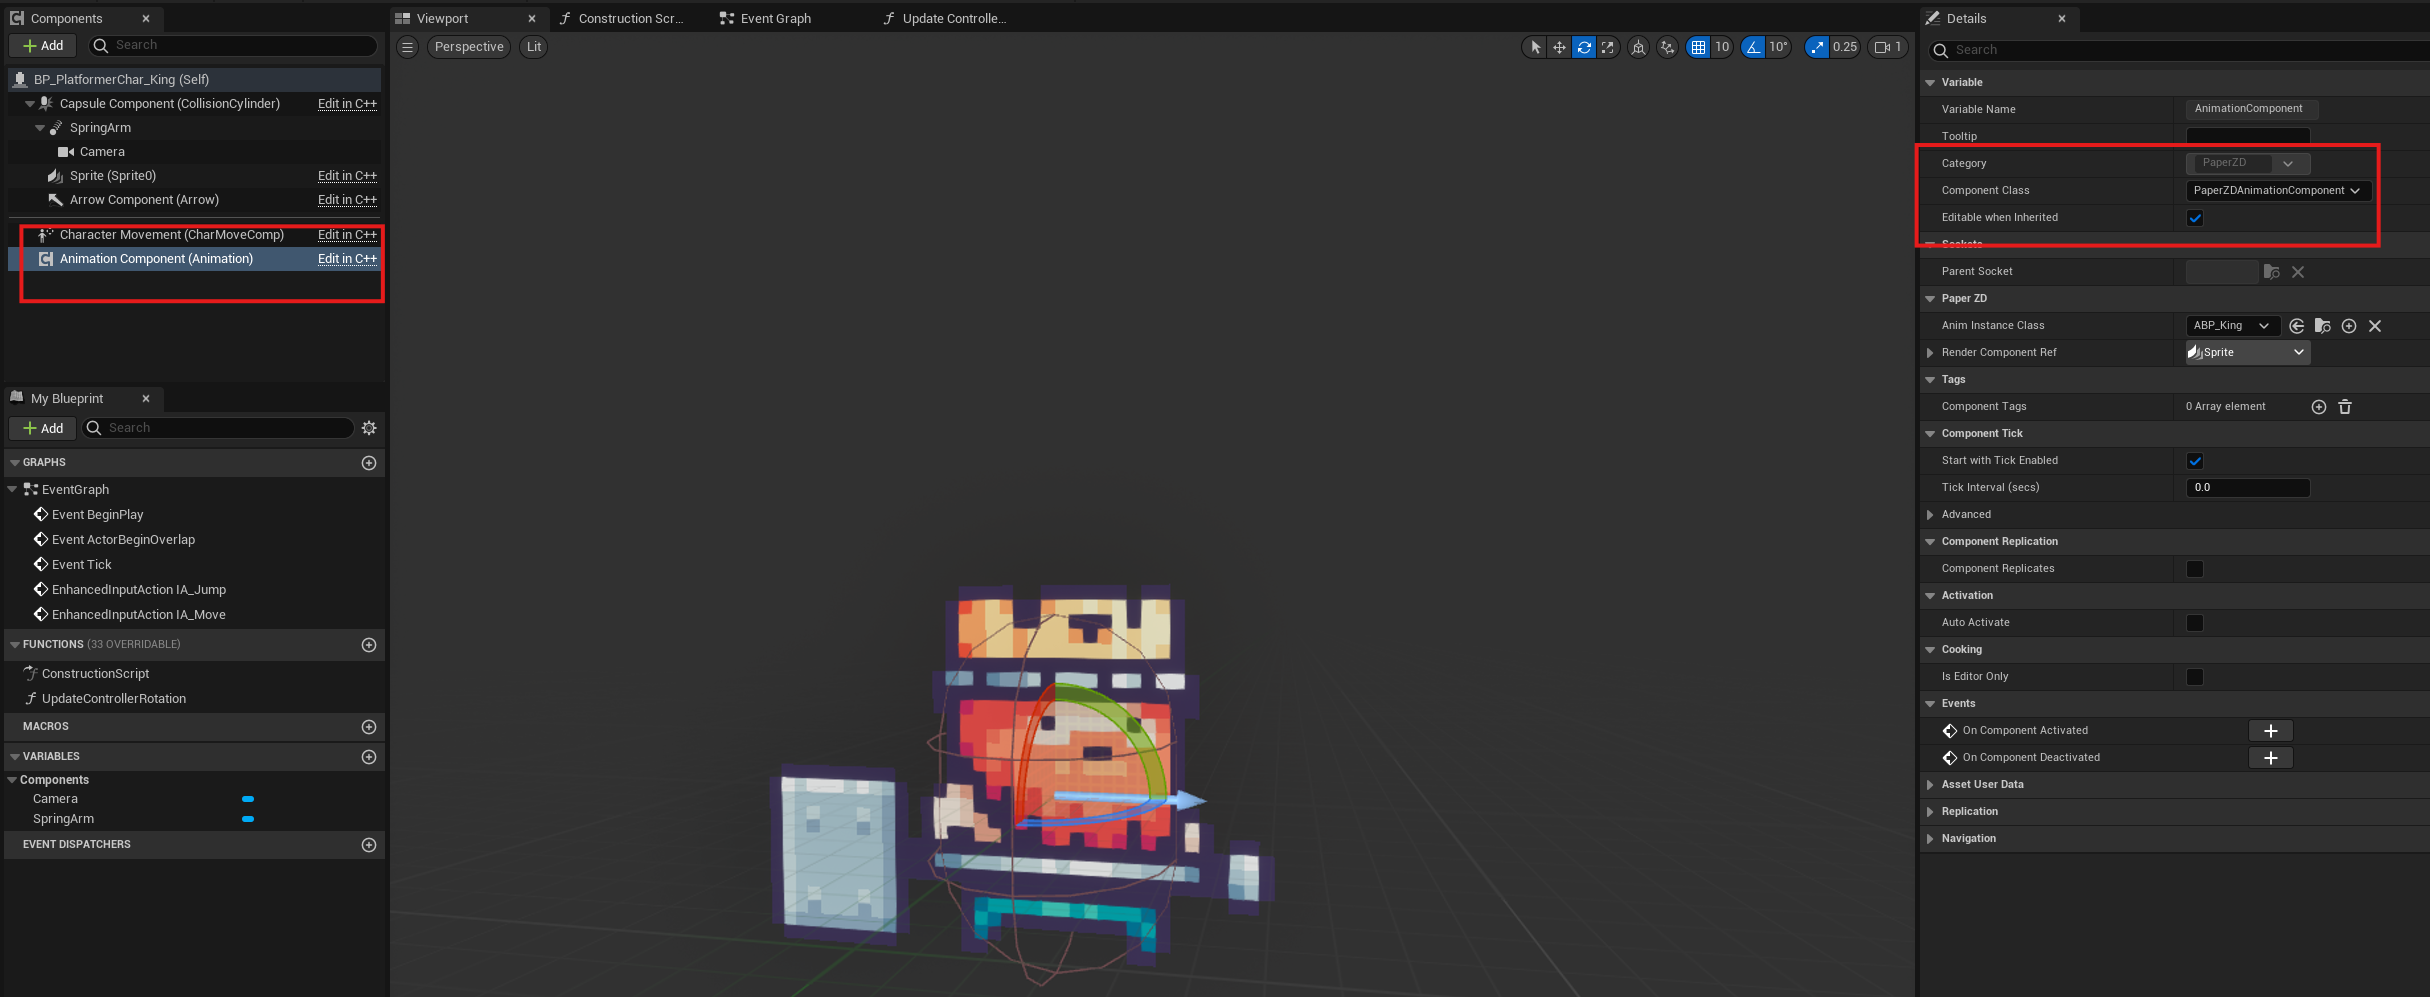 Components
Add
Search
BP_PlatformerChar_King (Self)
Capsule Component (CollisionCylinder) Edit in C++
SpringArm
Camera
Sprite (Sprite0) Edit in C++
Arrow Component (Arrow) Edit in C++
Character Movement (CharMoveComp) Edit in C++
Animation Component (Animation) Edit in C++
My Blueprint
Add
Search
GRAPHS
EventGraph
Event BeginPlay
Event ActorBeginOverlap
Event Tick
EnhancedInputAction IA_Jump
EnhancedInputAction IA_Move
FUNCTIONS (33 OVERRIDABLE)
ConstructionScript
UpdateControllerRotation
MACROS
VARIABLES
Components
Camera
SpringArm
EVENT DISPATCHERS
Viewport
Construction Scr...
Event Graph
Update Controlle...
Perspective
Lit
10
10°
0.25
1
Details
Search
Variable
Variable Name AnimationComponent
Tooltip
Category PaperZD
Component Class PaperZDAnimationComponent
Editable when Inherited
Sockets
Parent Socket
Paper ZD
Anim Instance Class ABP_King
Render Component Ref Sprite
Tags
Component Tags 0 Array element
Component Tick
Start with Tick Enabled
Tick Interval (secs) 0.0
Advanced
Component Replication
Component Replicates
Activation
Auto Activate
Cooking
Is Editor Only
Events
On Component Activated
On Component Deactivated
Asset User Data
Replication
Navigation